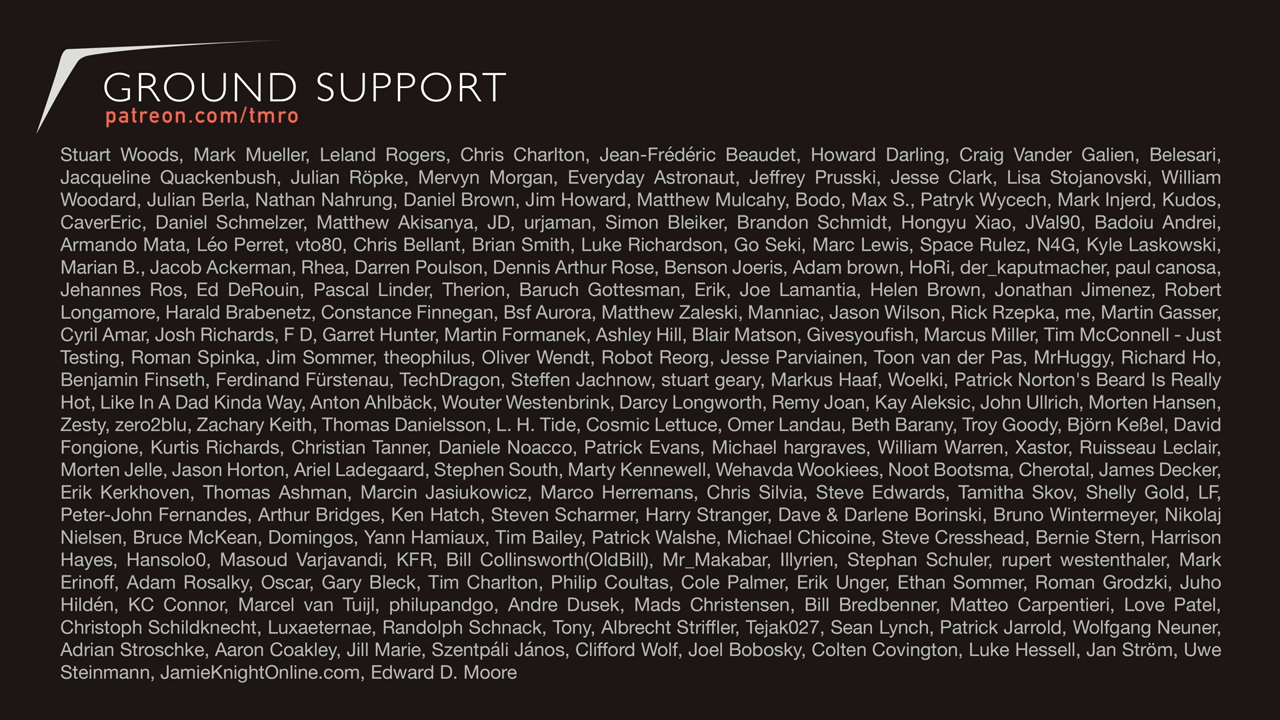 GROUND SUPPORT
patreon.com/tmro
Stuart Woods, Mark Mueller, Leland Rogers, Chris Charlton, Jean-Frédéric Beaudet, Howard Darling, Craig Vander Galien, Belesari,
Jacqueline Quackenbush, Julian Röpke, Mervyn Morgan, Everyday Astronaut, Jeffrey Prusski, Jesse Clark, Lisa Stojanovski, William
Woodard, Julian Berla, Nathan Nahrung, Daniel Brown, Jim Howard, Matthew Mulcahy, Bodo, Max S., Patryk Wycech, Mark Injerd, Kudos,
CaverEric, Daniel Schmelzer, Matthew Akisanya, JD, urjaman, Simon Bleiker, Brandon Schmidt, Hongyu Xiao, JVal90, Badoiu Andrei,
Armando Mata, Léo Perret, vto80, Chris Bellant, Brian Smith, Luke Richardson, Go Seki, Marc Lewis, Space Rulez, N4G, Kyle Laskowski,
Marian B., Jacob Ackerman, Rhea, Darren Poulson, Dennis Arthur Rose, Benson Joeris, Adam brown, HoRi, der_kaputmacher, paul canosa,
Jehannes Ros, Ed DeRouin, Pascal Linder, Therion, Baruch Gottesman, Erik, Joe Lamantia, Helen Brown, Jonathan Jimenez, Robert
Longamore, Harald Brabenetz, Constance Finnegan, Bsf Aurora, Matthew Zaleski, Manniac, Jason Wilson, Rick Rzepka, me, Martin Gasser,
Cyril Amar, Josh Richards, F D, Garret Hunter, Martin Formanek, Ashley Hill, Blair Matson, Givesyoufish, Marcus Miller, Tim McConnell - Just
Testing, Roman Spinka, Jim Sommer, theophilus, Oliver Wendt, Robot Reorg, Jesse Parviainen, Toon van der Pas, MrHuggy, Richard Ho,
Benjamin Finseth, Ferdinand Fürstenau, TechDragon, Steffen Jachnow, stuart geary, Markus Haaf, Woelki, Patrick Norton's Beard Is Really
Hot, Like In A Dad Kinda Way, Anton Ahlbäck, Wouter Westenbrink, Darcy Longworth, Remy Joan, Kay Aleksic, John Ullrich, Morten Hansen,
Zesty, zero2blu, Zachary Keith, Thomas Danielsson, L. H. Tide, Cosmic Lettuce, Omer Landau, Beth Barany, Troy Goody, Björn Keßel, David
Fongione, Kurtis Richards, Christian Tanner, Daniele Noacco, Patrick Evans, Michael hargraves, William Warren, Xastor, Ruisseau Leclair,
Morten Jelle, Jason Horton, Ariel Ladegaard, Stephen South, Marty Kennewell, Wehavda Wookiees, Noot Bootsma, Cherotal, James Decker,
Erik Kerkhoven, Thomas Ashman, Marcin Jasiukowicz, Marco Herremans, Chris Silvia, Steve Edwards, Tamitha Skov, Shelly Gold, LF,
Peter-John Fernandes, Arthur Bridges, Ken Hatch, Steven Scharmer, Harry Stranger, Dave & Darlene Borinski, Bruno Wintermeyer, Nikolaj
Nielsen, Bruce McKean, Domingos, Yann Hamiaux, Tim Bailey, Patrick Walshe, Michael Chicoine, Steve Cresshead, Bernie Stern, Harrison
Hayes, Hansolo0, Masoud Varjavandi, KFR, Bill Collinsworth(OldBill), Mr_Makabar, Illyrien, Stephan Schuler, rupert westenthaler, Mark
Erinoff, Adam Rosalky, Oscar, Gary Bleck, Tim Charlton, Philip Coultas, Cole Palmer, Erik Unger, Ethan Sommer, Roman Grodzki, Juho
Hildén, KC Connor, Marcel van Tuijl, philupandgo, Andre Dusek, Mads Christensen, Bill Bredbenner, Matteo Carpentieri, Love Patel,
Christoph Schildknecht, Luxaeternae, Randolph Schnack, Tony, Albrecht Striffler, Tejak027, Sean Lynch, Patrick Jarrold, Wolfgang Neuner,
Adrian Stroschke, Aaron Coakley, Jill Marie, Szentpáli János, Clifford Wolf, Joel Bobosky, Colten Covington, Luke Hessell, Jan Ström, Uwe
Steinmann, JamieKnightOnline.com, Edward D. Moore